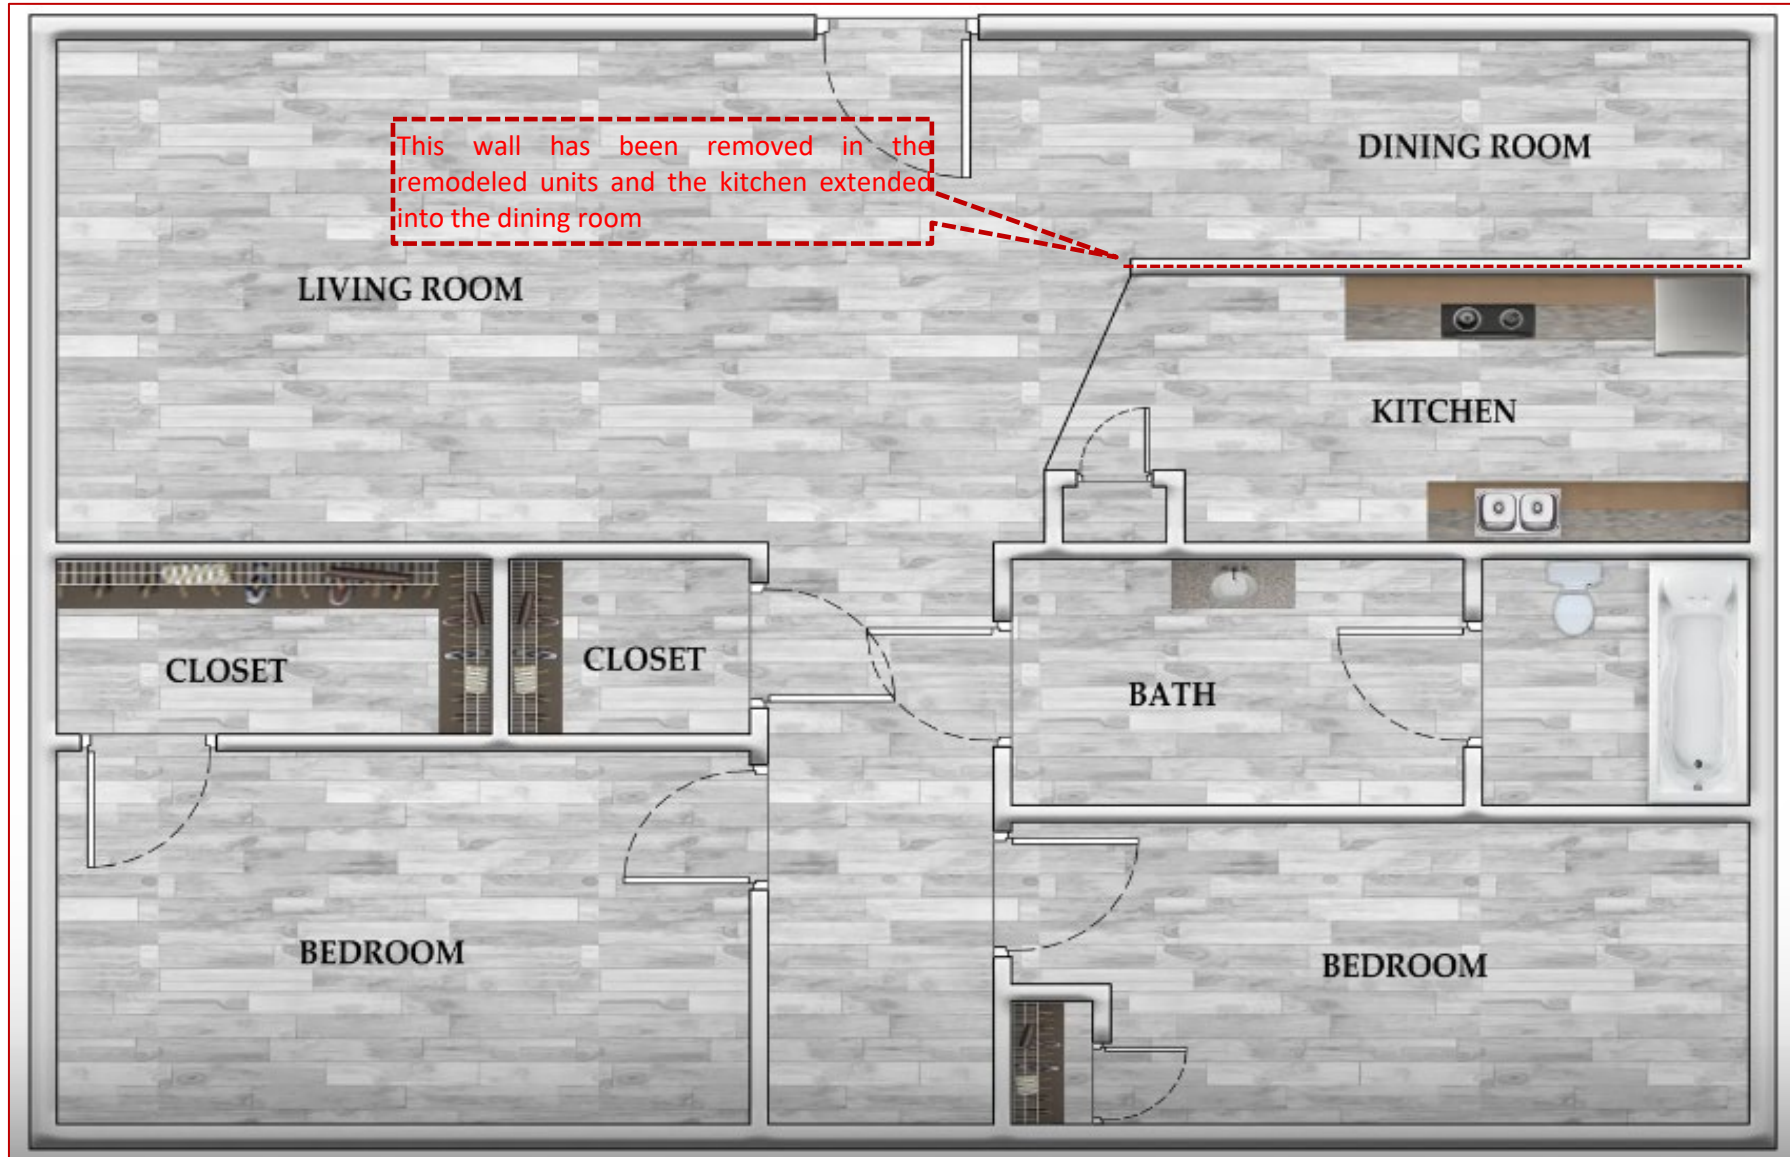 DINING ROOM
This wall has been removed in the
remodeled units and the kitchen extended
into the dining room
LIVING ROOM
KITCHEN
CLOSET
CLOSET
BATH
BEDROOM
BEDROOM